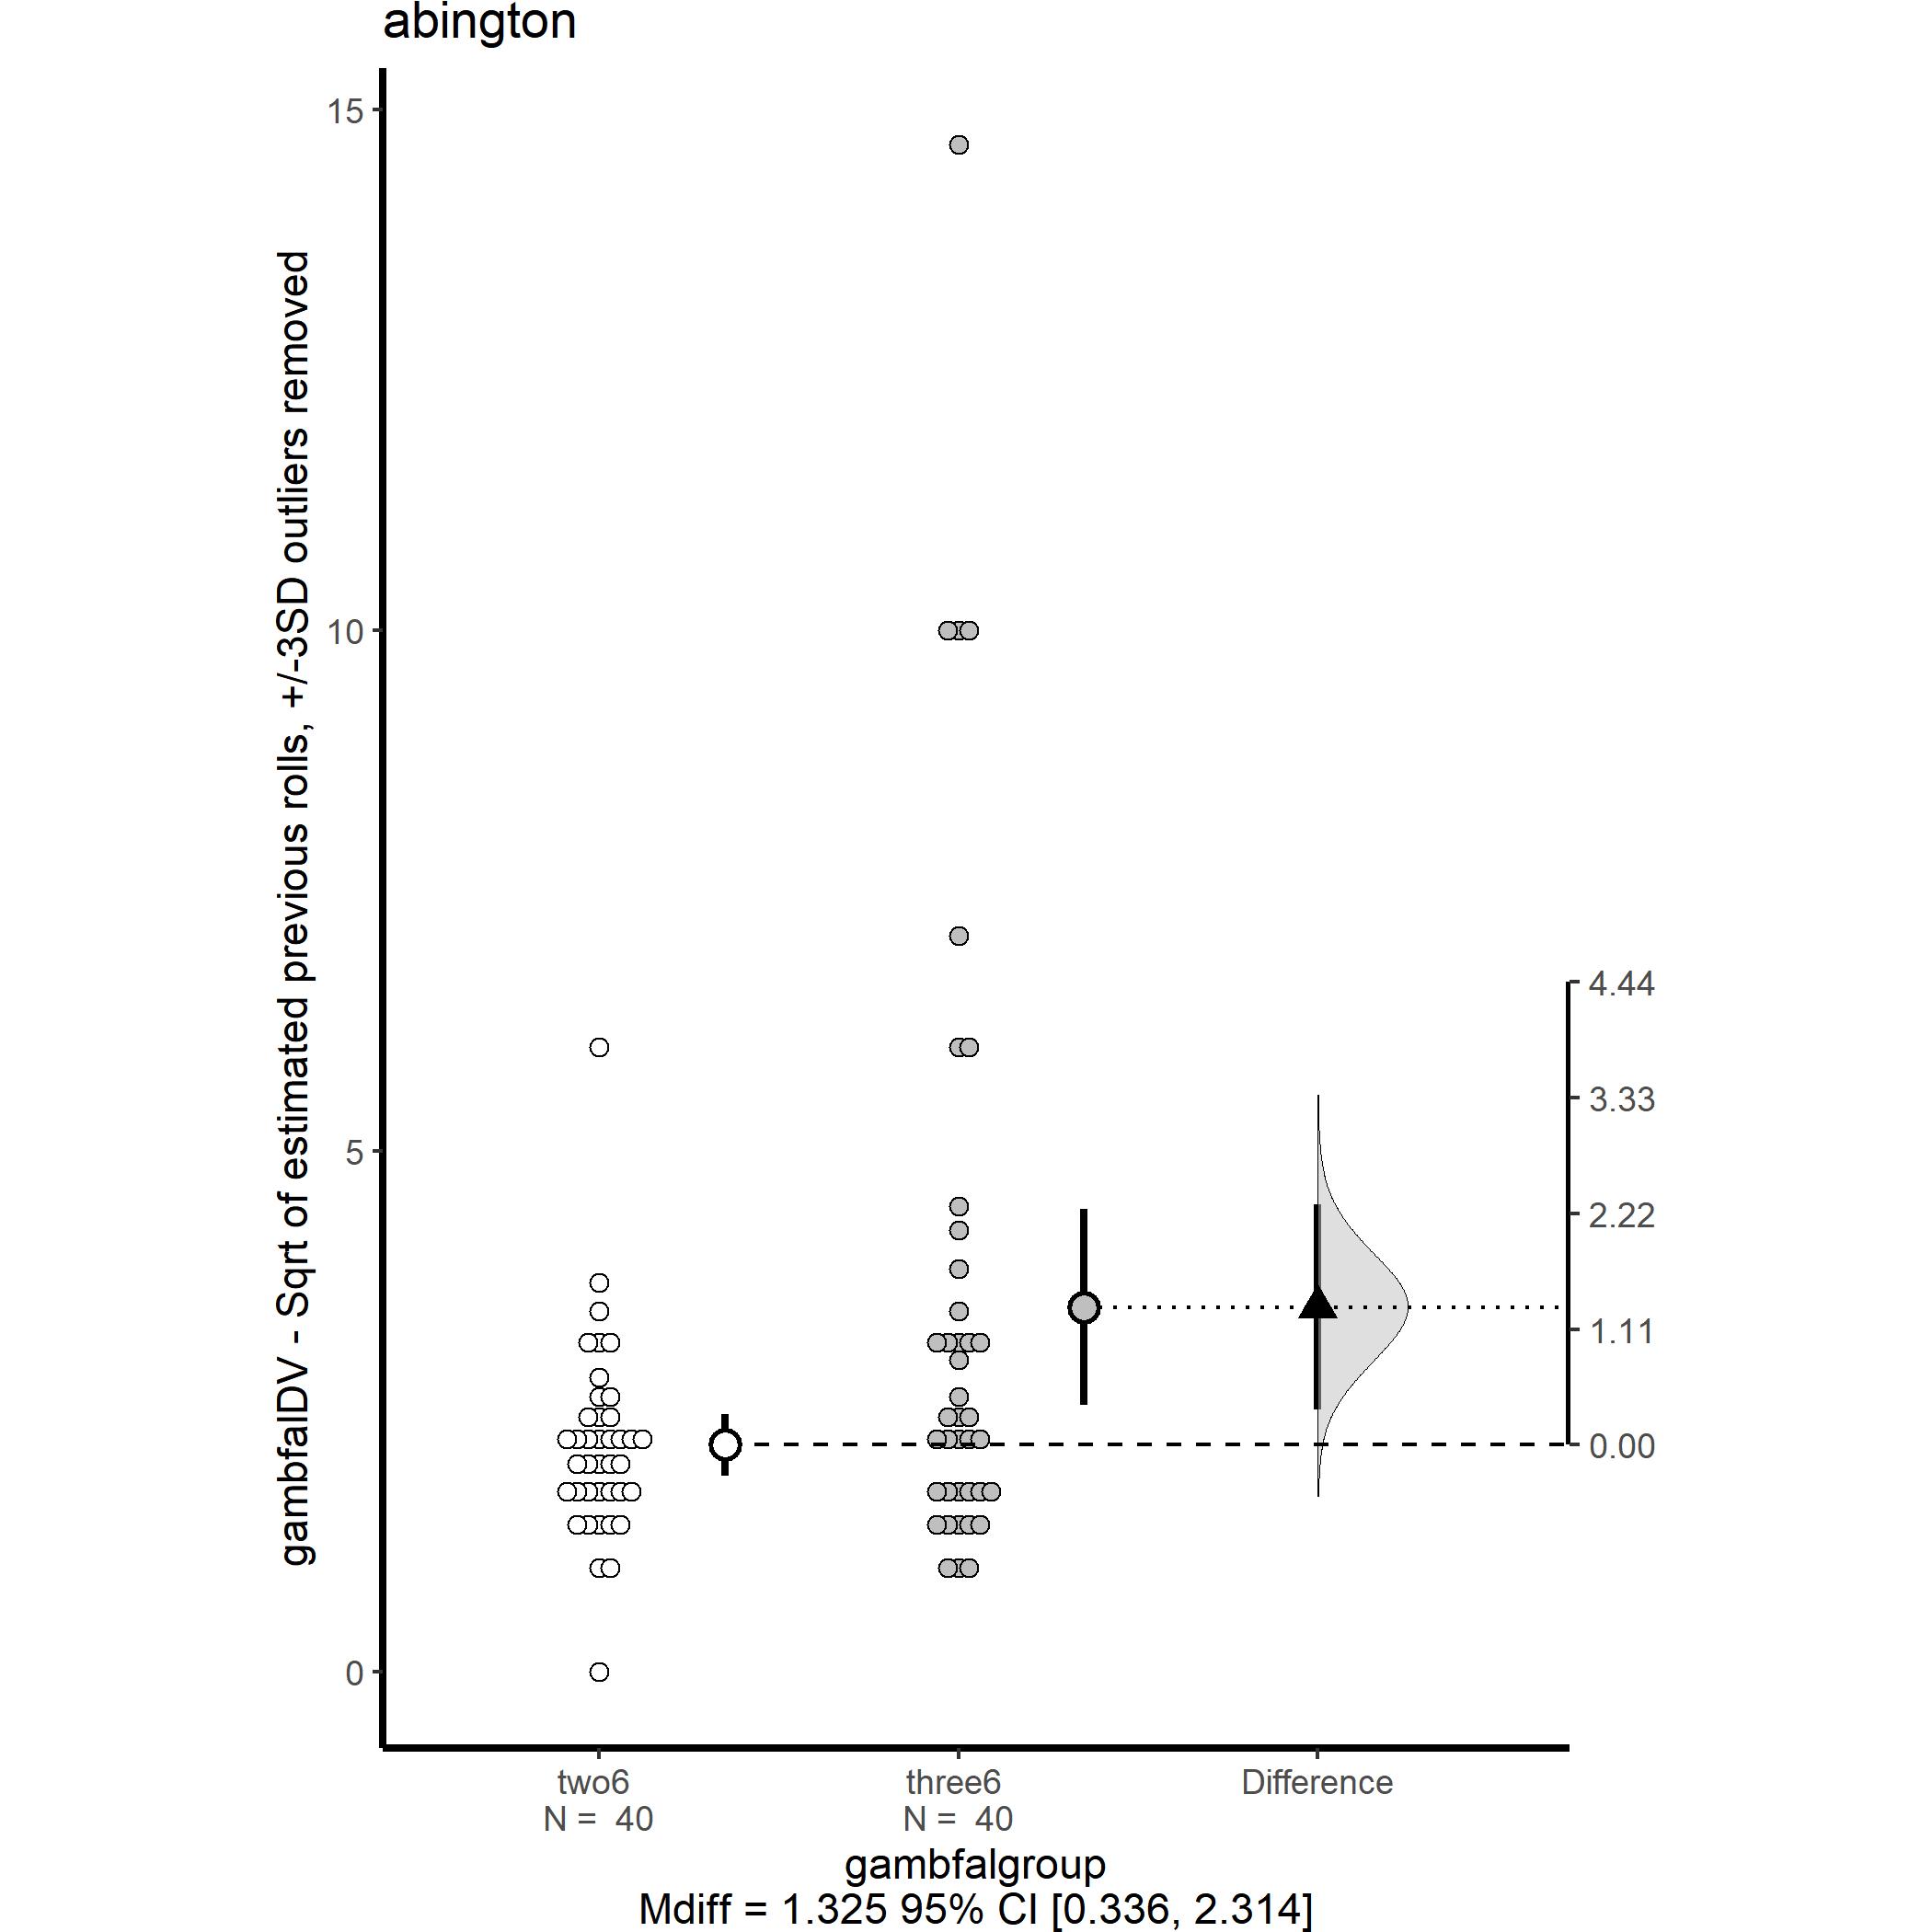 abington
gambfalDV - Sqrt of estimated previous rolls, +/-3SD outliers removed
15
10
5
0
4.44
3.33
2.22
1.11
0.00
two6
N =  40
three6
N =  40
Difference
gambfalgroup
Mdiff = 1.325 95% CI [0.336, 2.314]